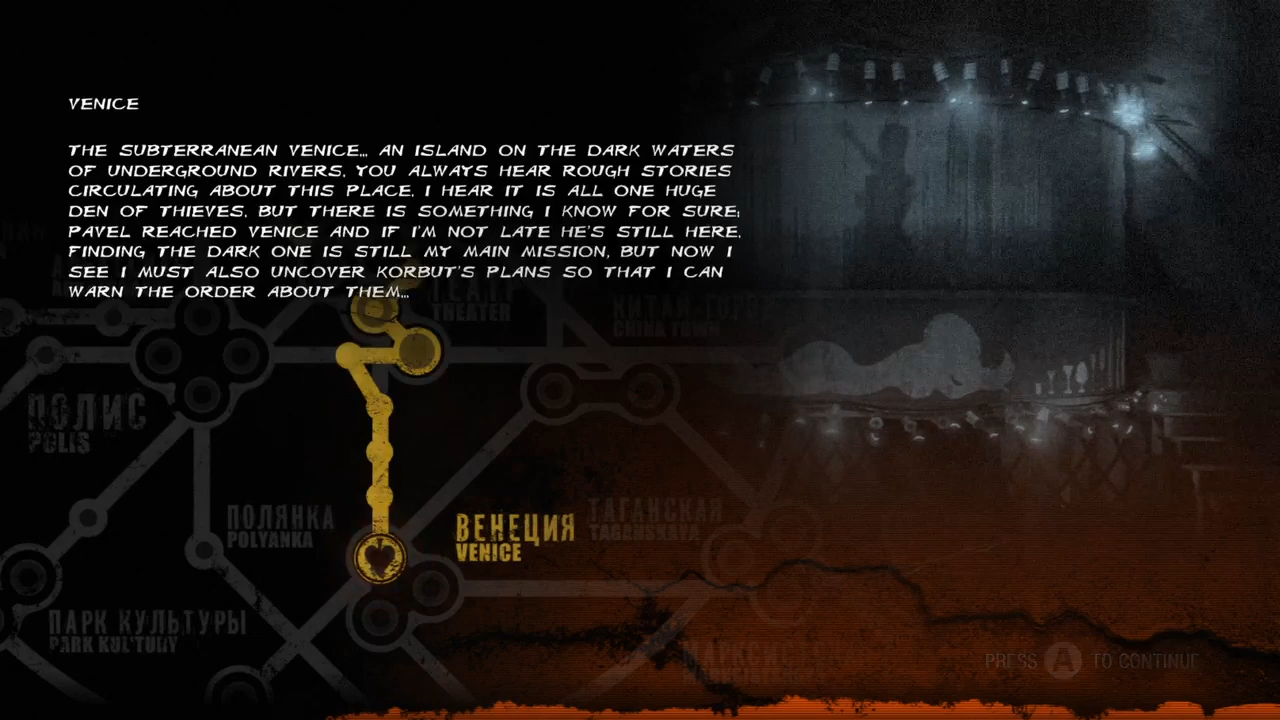 VENICE
THE SUBTERRANEAN VENICE... AN ISLAND ON THE DARK WATERS
OF UNDERGROUND RIVERS. YOU ALWAYS HEAR ROUGH STORIES
CIRCULATING ABOUT THIS PLACE. I HEAR IT IS ALL ONE HUGE
DEN OF THIEVES. BUT THERE IS SOMETHING I KNOW FOR SURE:
PAVEL REACHED VENICE AND IF I'M NOT LATE HE'S STILL HERE.
FINDING THE DARK ONE IS STILL MY MAIN MISSION, BUT NOW I
SEE I MUST ALSO UNCOVER KORBUT'S PLANS SO THAT I CAN
WARN THE ORDER ABOUT THEM...
ТЕАТР
THEATER
КИТАЙ-ГОРОД
CHINA TOWN
ПОЛИС
POLIS
ПОЛЯНКА
POLYANKA
ВЕНЕЦИЯ
VENICE
ТАГАНСКАЯ
TAGANSKAYA
ПАРК КУЛЬТУРЫ
PARK KUL'TURY
PRESS A TO CONTINUE